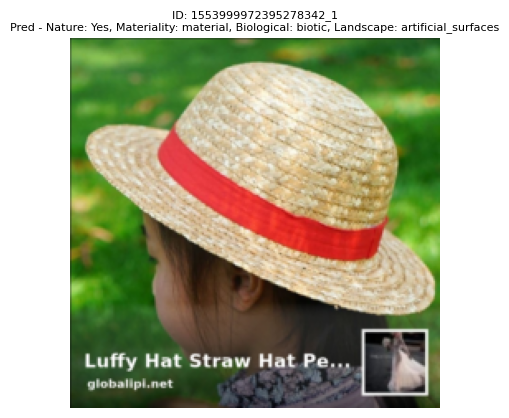 ID: 1553999972395278342_1
Pred - Nature: Yes, Materiality: material, Biological: biotic, Landscape: artificial_surfaces
Luffy Hat Straw Hat Pe...
globalipi.net